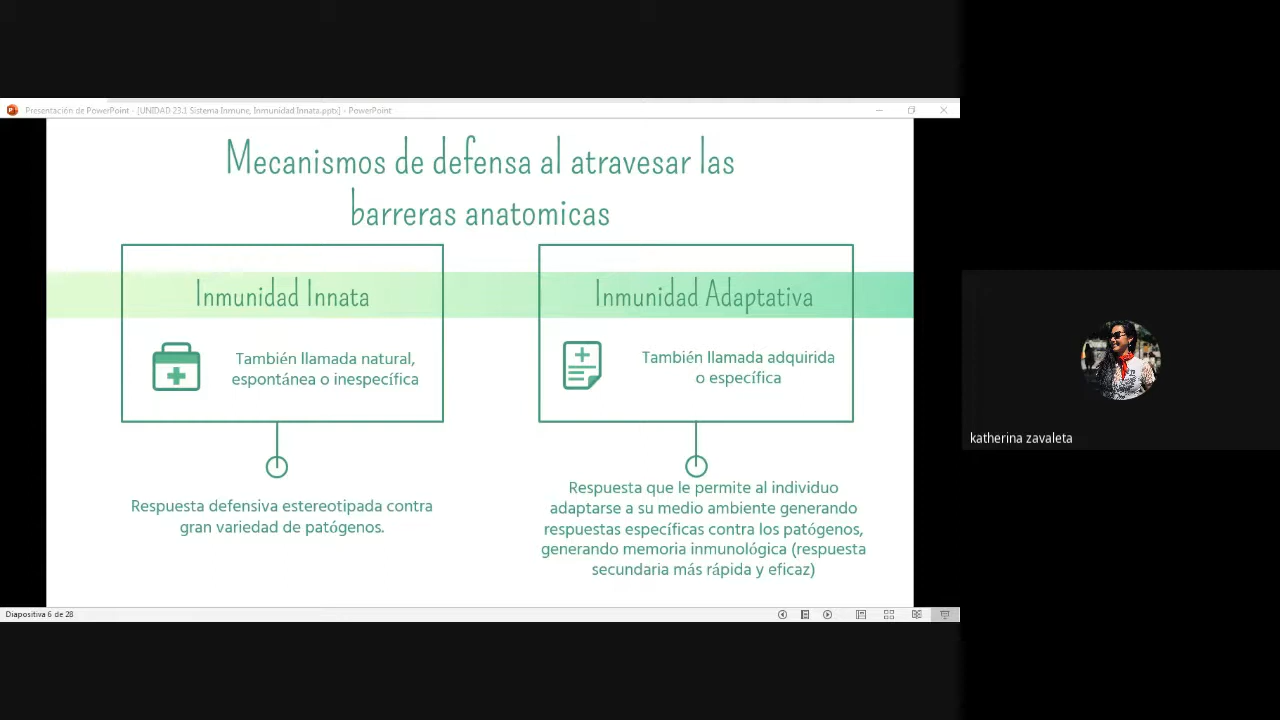 Presentación de PowerPoint - [UNIDAD 23.1 Sistema Inmune, Inmunidad Innata.pptx] - PowerPoint
Mecanismos de defensa al atravesar las
barreras anatomicas
Inmunidad Innata
También llamada natural,
espontánea o inespecífica
Respuesta defensiva estereotipada contra
gran variedad de patógenos.
Inmunidad Adaptativa
También llamada adquirida
o específica
Respuesta que le permite al individuo
adaptarse a su medio ambiente generando
respuestas específicas contra los patógenos,
generando memoria inmunológica (respuesta
secundaria más rápida y eficaz)
Diapositiva 6 de 28
katherina zavaleta